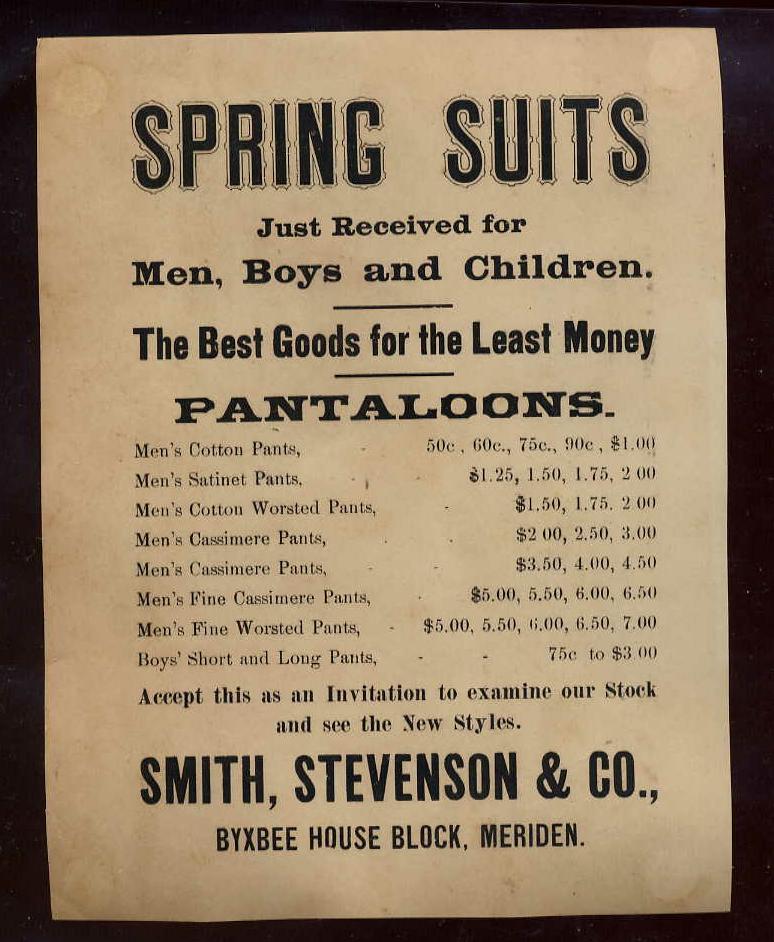 SPRING SUITS
Just Received for
Men, Boys and Children.
The Best Goods for the Least Money
PANTALOONS.
Men's Cotton Pants, - 50c , 60c., 75c., 90c , $1.00
Men's Satinet Pants, - $1.25, 1.50, 1.75, 2 00
Men's Cotton Worsted Pants, - $1.50, 1.75. 2 00
Men's Cassimere Pants, - - $2 00, 2.50, 3.00
Men's Cassimere Pants, - - $3.50, 4.00, 4.50
Men's Fine Cassimere Pants, - $5.00, 5.50, 6.00, 6.50
Men's Fine Worsted Pants, - $5.00, 5.50, 6.00, 6.50, 7.00
Boys' Short and Long Pants, - - 75c to $3 00
Accept this as an Invitation to examine our Stock
and see the New Styles.
SMITH, STEVENSON & CO.,
BYXBEE HOUSE BLOCK, MERIDEN.